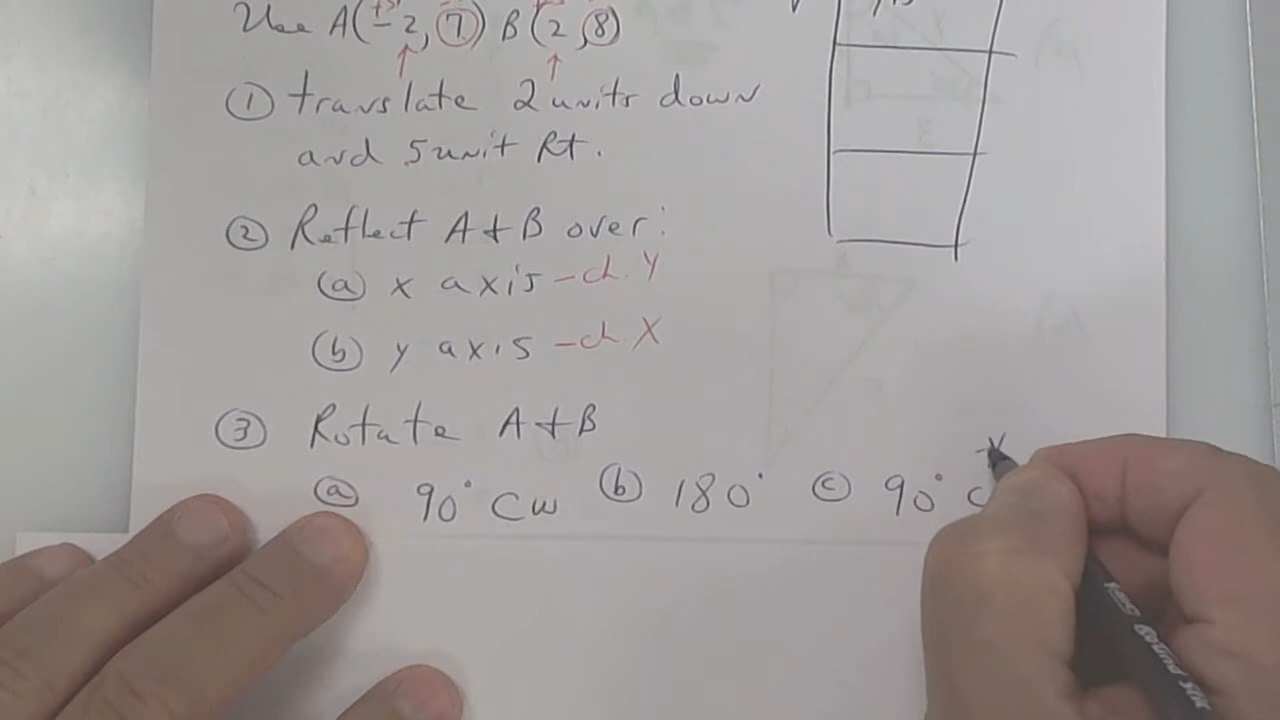 Use A(-2, 7) B(2, 8)
① translate 2 units down
and 5 unit Rt.
② Reflect A + B over:
(a) x axis - ch. Y
(b) y axis - ch. X
③ Rotate A + B
(a) 90° CW (b) 180° (c) 90° C